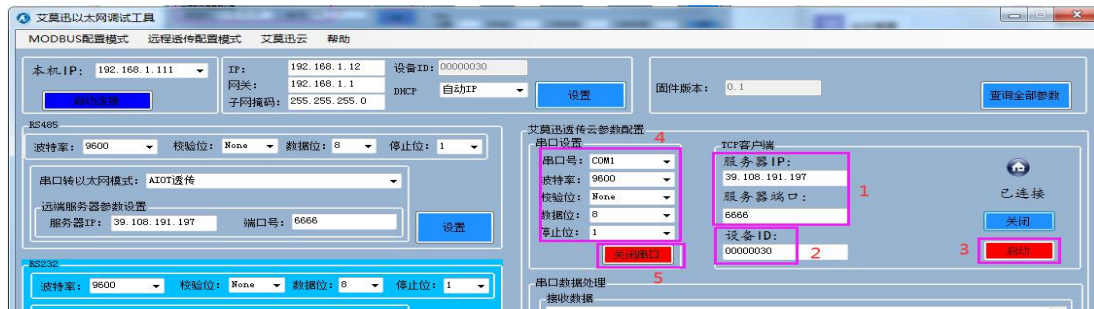 艾莫迅以太网调试工具
MODBUS配置模式 远程透传配置模式 艾莫迅云 帮助
本机IP: 192.168.1.111
启动连接
IP: 192.168.1.12 设备ID: 00000030
网关: 192.168.1.1 DHCP 自动IP
子网掩码: 255.255.255.0
设置
固件版本: 0.1
查询全部参数
RS485
波特率: 9600 校验位: None 数据位: 8 停止位: 1
串口转以太网模式: AIOT透传
远端服务器参数设置
服务器IP: 39.108.191.197 端口号: 6666
设置
RS232
波特率: 9600 校验位: None 数据位: 8 停止位: 1
艾莫迅透传云参数配置
串口设置 4
串口号: COM1
波特率: 9600
校验位: None
数据位: 8
停止位: 1
关闭串口
5
TCP客户端
服务器IP:
39.108.191.197
1
服务器端口:
6666
设备ID:
00000030 2
已连接
关闭
3 启动
串口数据处理
接收数据